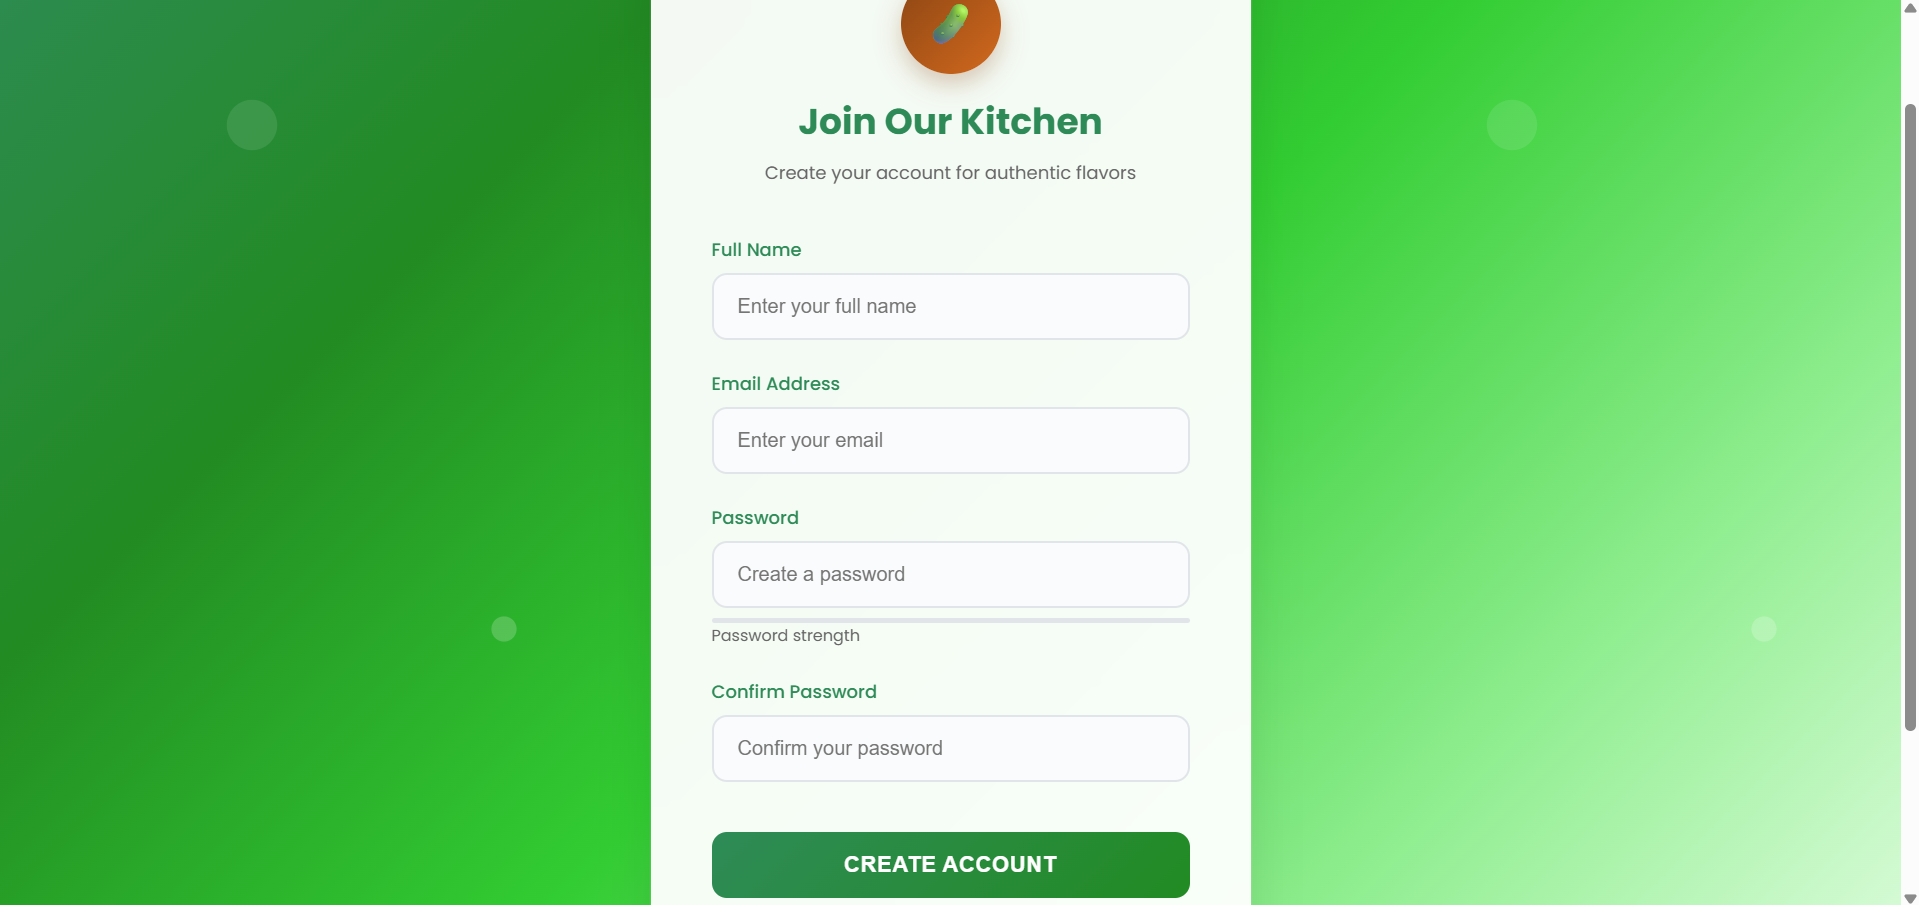 Join Our Kitchen
Create your account for authentic flavors
Full Name
Enter your full name
Email Address
Enter your email
Password
Create a password
Password strength
Confirm Password
Confirm your password
CREATE ACCOUNT